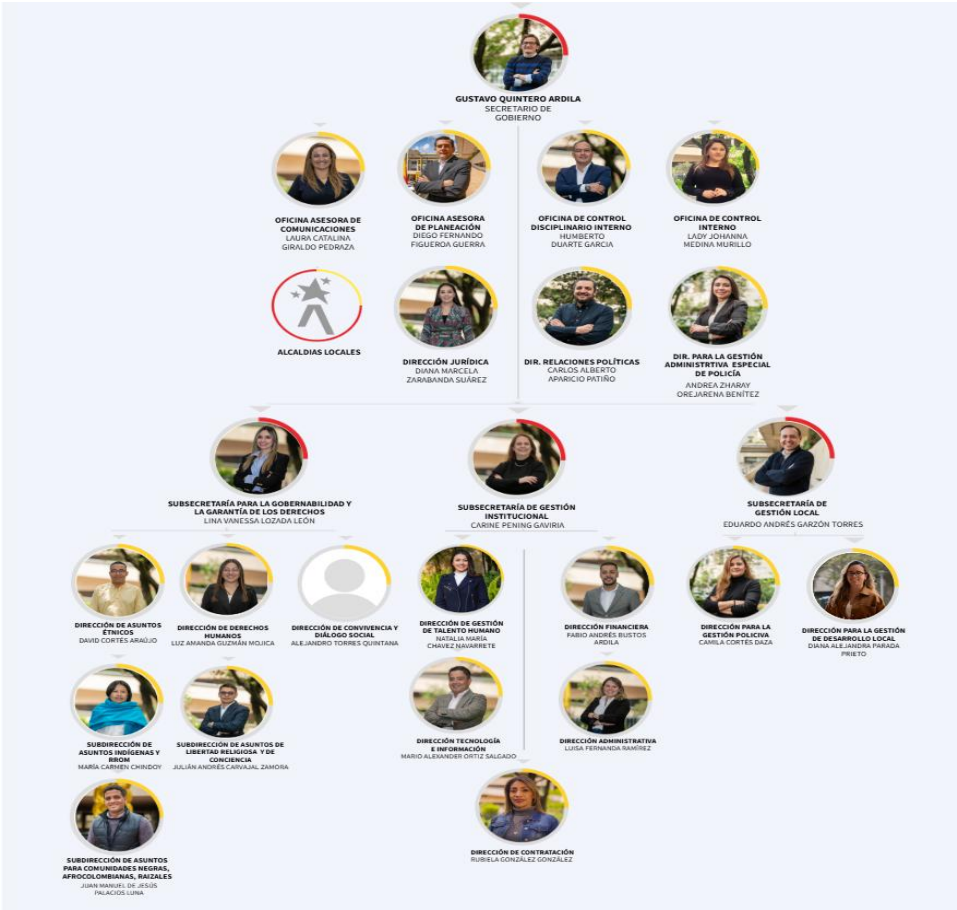 GUSTAVO QUINTERO ARDILA
SECRETARIO DE
GOBIERNO
OFICINA ASESORA DE
COMUNICACIONES
LAURA CATALINA
GIRALDO PEDRAZA
OFICINA ASESORA
DE PLANEACIÓN
DIEGO FERNANDO
FIGUEROA GUERRA
OFICINA DE CONTROL
DISCIPLINARIO INTERNO
HUMBERTO
DUARTE GARCIA
OFICINA DE CONTROL
INTERNO
LADY JOHANNA
MEDINA MURILLO
ALCALDIAS LOCALES
DIRECCIÓN JURÍDICA
DIANA MARCELA
ZARABANDA SUÁREZ
DIR. RELACIONES POLÍTICAS
CARLOS ALBERTO
APARICIO PATIÑO
DIR. PARA LA GESTIÓN
ADMINISTRTIVA ESPECIAL
DE POLICÍA
ANDREA ZHARAY
OREJARENA BENÍTEZ
SUBSECRETARÍA PARA LA GOBERNABILIDAD Y
LA GARANTÍA DE LOS DERECHOS
LINA VANESSA LOZADA LEÓN
SUBSECRETARÍA DE GESTIÓN
INSTITUCIONAL
CARINE PENING GAVIRIA
SUBSECRETARÍA DE
GESTIÓN LOCAL
EDUARDO ANDRÉS GARZÓN TORRES
DIRECCIÓN DE ASUNTOS
ÉTNICOS
DAVID CORTÉS ARAÚJO
DIRECCIÓN DE DERECHOS
HUMANOS
LUZ AMANDA GUZMÁN MOJICA
DIRECCIÓN DE CONVIVENCIA Y
DIÁLOGO SOCIAL
ALEJANDRO TORRES QUINTANA
DIRECCIÓN DE GESTIÓN
DE TALENTO HUMANO
NATALIA MARÍA
CHAVEZ NAVARRETE
DIRECCIÓN FINANCIERA
FABIO ANDRÉS BUSTOS
ARDILA
DIRECCIÓN PARA LA
GESTIÓN POLICIVA
CAMILA CORTÉS DAZA
DIRECCIÓN PARA LA GESTIÓN
DE DESARROLLO LOCAL
DIANA ALEJANDRA PARADA
PRIETO
SUBDIRECCIÓN DE
ASUNTOS INDÍGENAS Y
RROM
MARÍA CARMEN CHINDOY
SUBDIRECCIÓN DE ASUNTOS DE
LIBERTAD RELIGIOSA Y DE
CONCIENCIA
JULIÁN ANDRÉS CARVAJAL ZAMORA
DIRECCIÓN TECNOLOGÍA
E INFORMACIÓN
MARIO ALEXANDER ORTIZ SALGADO
DIRECCIÓN ADMINISTRATIVA
LUISA FERNANDA RAMÍREZ
SUBDIRECCIÓN DE ASUNTOS
PARA COMUNIDADES NEGRAS,
AFROCOLOMBIANAS, RAIZALES
JUAN MANUEL DE JESÚS
PALACIOS LUNA
DIRECCIÓN DE CONTRATACIÓN
RUBIELA GONZÁLEZ GONZÁLEZ